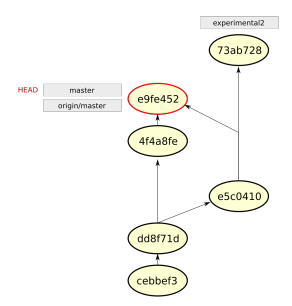 experimental2
73ab728
HEAD
master
origin/master
e9fe452
4f4a8fe
e5c0410
dd8f71d
cebbef3